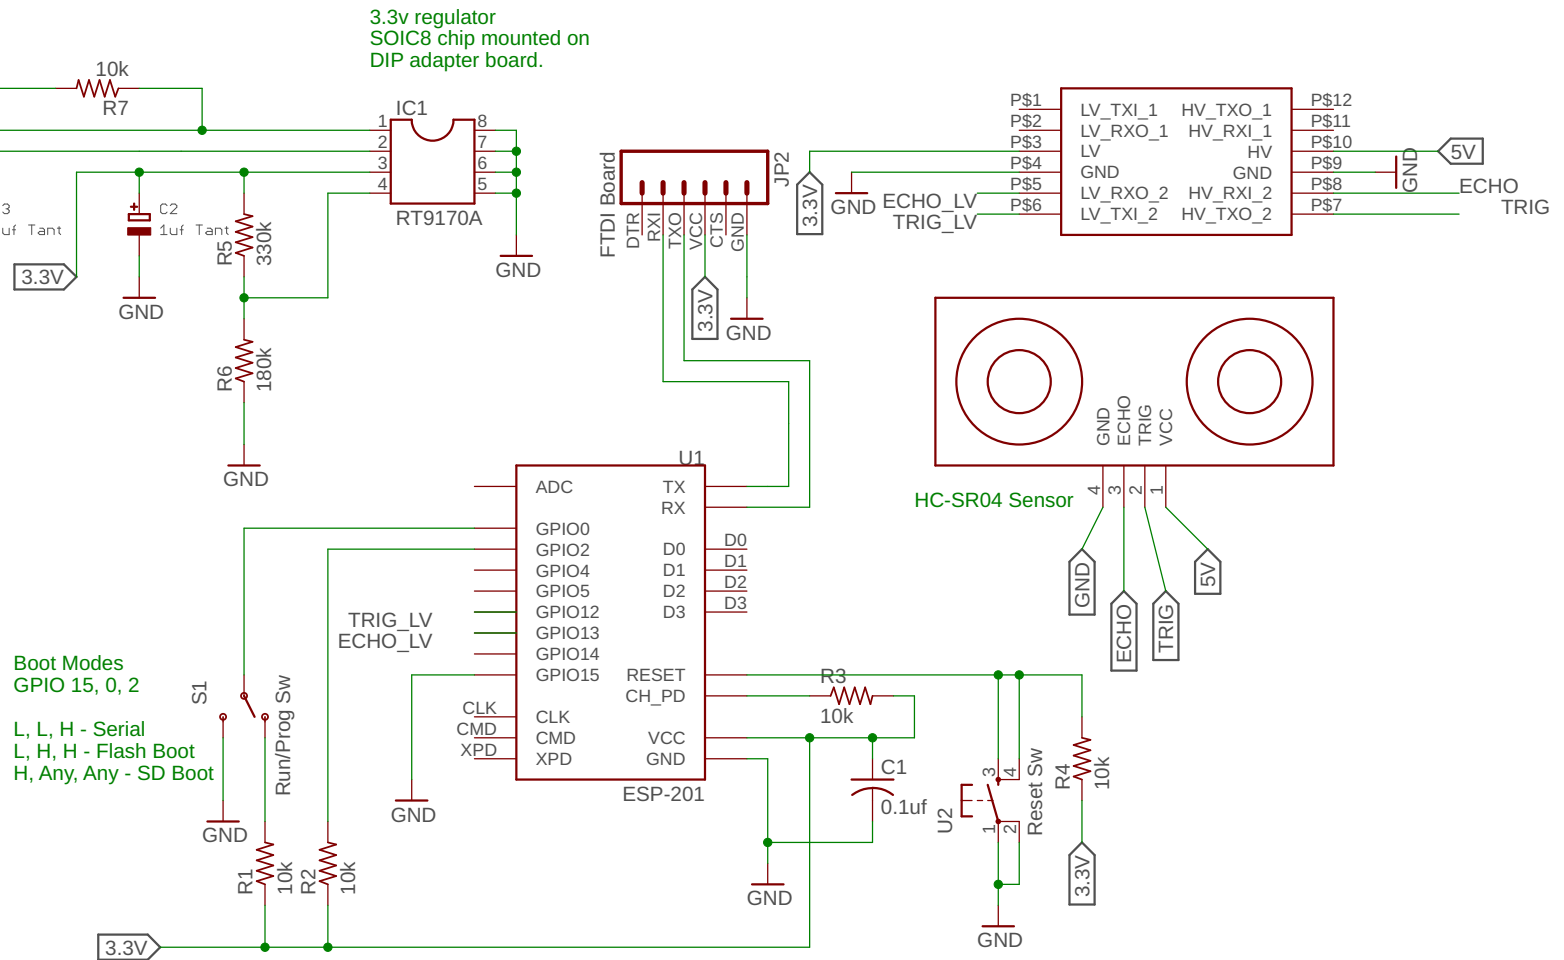 3.3v regulator
SOIC8 chip mounted on
DIP adapter board.
10k
R7
IC1
1
2
3
4
8
7
6
5
RT9170A
3
uf Tant
C2
+
1uf Tant
R5
330k
3.3V
GND
GND
R6
180k
GND
FTDI Board
JP2
DTR
RXI
TXO
VCC
CTS
GND
3.3V
GND
P$1
P$2
P$3
P$4
P$5
P$6
LV_TXI_1
LV_RXO_1
LV
GND
LV_RXO_2
LV_TXI_2
HV_TXO_1
HV_RXI_1
HV
GND
HV_RXI_2
HV_TXO_2
P$12
P$11
P$10
P$9
P$8
P$7
3.3V
GND
ECHO_LV
TRIG_LV
5V
GND
ECHO
TRIG
GND
ECHO
TRIG
VCC
4
3
2
1
HC-SR04 Sensor
GND
ECHO
TRIG
5V
U1
ADC
GPIO0
GPIO2
GPIO4
GPIO5
GPIO12
GPIO13
GPIO14
GPIO15
CLK
CMD
XPD
TX
RX
D0
D1
D2
D3
RESET
CH_PD
VCC
GND
D0
D1
D2
D3
TRIG_LV
ECHO_LV
CLK
CMD
XPD
ESP-201
Boot Modes
GPIO 15, 0, 2
L, L, H - Serial
L, H, H - Flash Boot
H, Any, Any - SD Boot
S1
Run/Prog Sw
GND
GND
R1
10k
R2
10k
3.3V
R3
10k
C1
0.1uf
GND
U2
3
4
1
2
Reset Sw
GND
R4
10k
3.3V